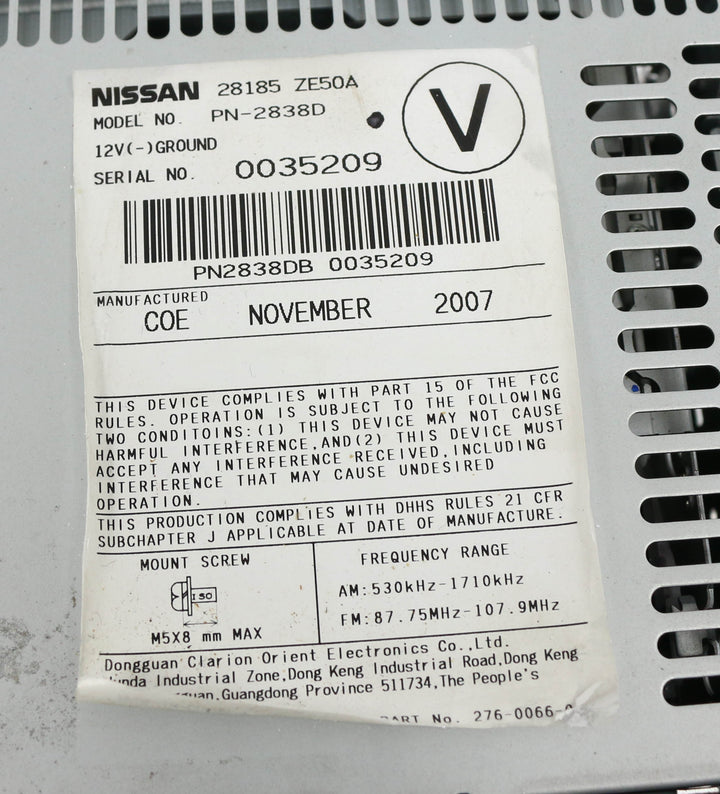 NISSAN 28185 ZE50A
MODEL NO. PN-2838D
V
12V(-)GROUND
SERIAL NO. 0035209
PN2838DB 0035209
MANUFACTURED
COE NOVEMBER 2007
THIS DEVICE COMPLIES WITH PART 15 OF THE FCC
RULES. OPERATION IS SUBJECT TO THE FOLLOWING
TWO CONDITOINS:(1) THIS DEVICE MAY NOT CAUSE
HARMFUL INTERFERENCE,AND(2) THIS DEVICE MUST
ACCEPT ANY INTERFERENCE RECEIVED,INCLUDING
INTERFERENCE THAT MAY CAUSE UNDESIRED
OPERATION.
THIS PRODUCTION COMPLIES WITH DHHS RULES 21 CFR
SUBCHAPTER J APPLICABLE AT DATE OF MANUFACTURE.
MOUNT SCREW
ISO
M5X8 mm MAX
FREQUENCY RANGE
AM:530kHz-1710kHz
FM:87.75MHz-107.9MHz
Dongguan Clarion Orient Electronics Co.,Ltd.
Industrial Zone,Dong Keng Industrial Road,Dong Keng
Guangdong Province 511734,The People's
No. 276-0066-